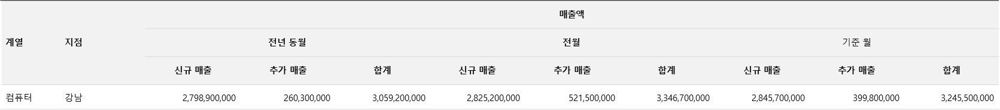 매출액
계열 지점 전년 동월 전월 기준 월
신규 매출 추가 매출 합계 신규 매출 추가 매출 합계 신규 매출 추가 매출 합계
컴퓨터 강남 2,798,900,000 260,300,000 3,059,200,000 2,825,200,000 521,500,000 3,346,700,000 2,845,700,000 399,800,000 3,245,500,000